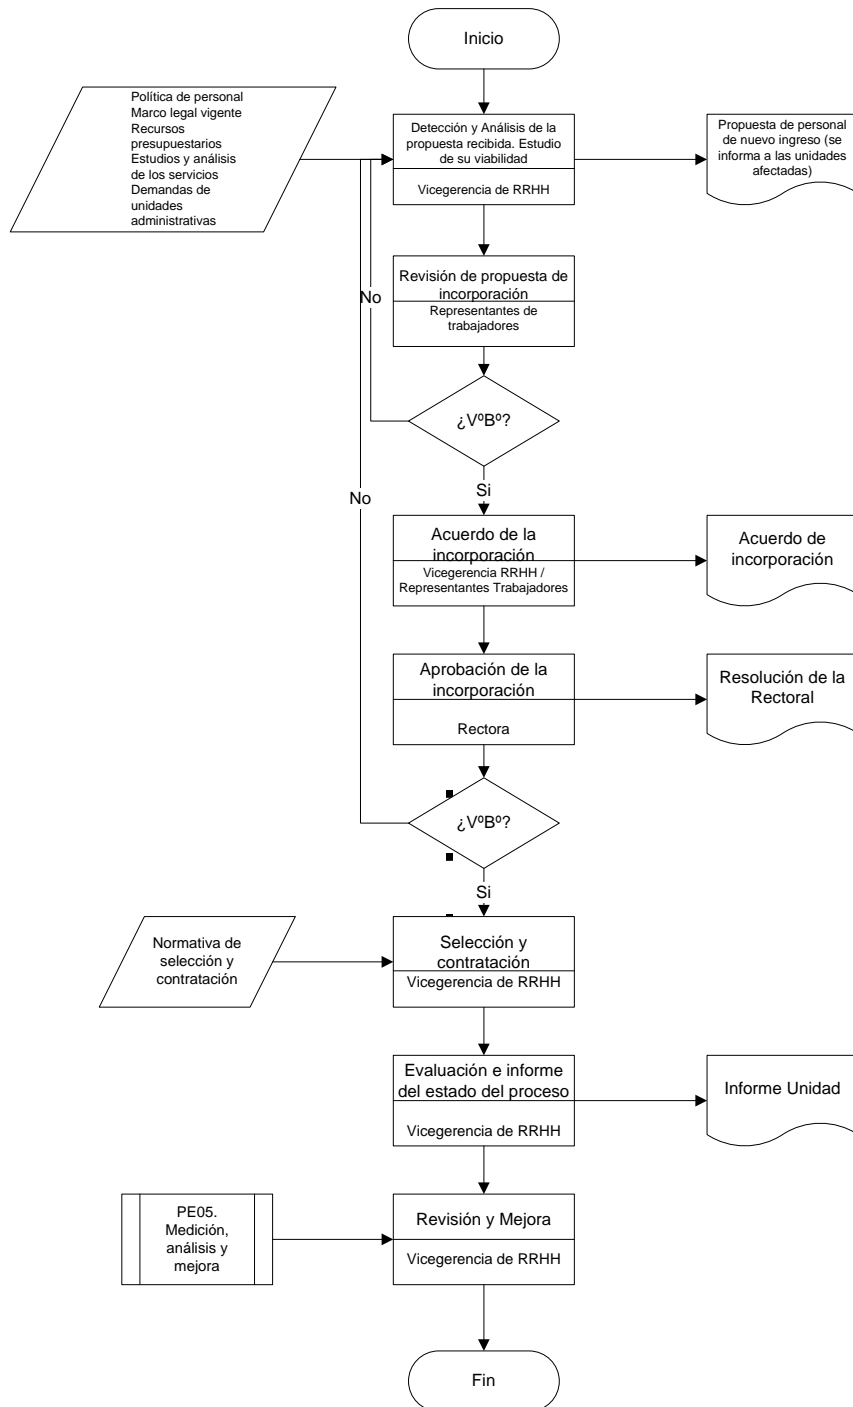 Inicio
Política de personal
Marco legal vigente
Recursos
presupuestarios
Estudios y análisis
de los servicios
Demandas de
unidades
administrativas
Detección y Análisis de la
propuesta recibida. Estudio
de su viabilidad
Vicegerencia de RRHH
Propuesta de personal
de nuevo ingreso (se
informa a las unidades
afectadas)
Revisión de propuesta de
incorporación
Representantes de
trabajadores
No
¿VºBº?
No
Si
Acuerdo de la
incorporación
Vicegerencia RRHH /
Representantes Trabajadores
Acuerdo de
incorporación
Aprobación de la
incorporación
Rectora
Resolución de la
Rectoral
¿VºBº?
Si
Normativa de
selección y
contratación
Selección y
contratación
Vicegerencia de RRHH
Evaluación e informe
del estado del proceso
Vicegerencia de RRHH
Informe Unidad
PE05.
Medición,
análisis y
mejora
Revisión y Mejora
Vicegerencia de RRHH
Fin